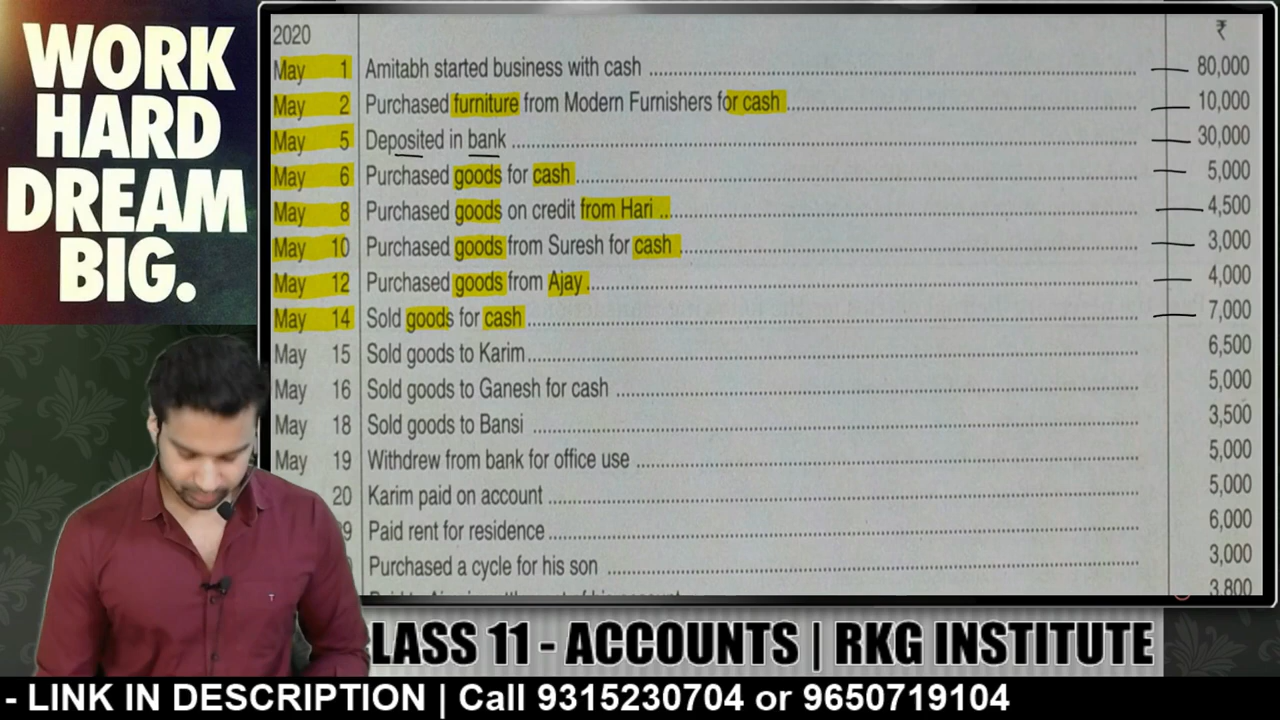 WORK
HARD
DREAM
BIG.
2020 ₹
May 1 Amitabh started business with cash 80,000
May 2 Purchased furniture from Modern Furnishers for cash 10,000
May 5 Deposited in bank 30,000
May 6 Purchased goods for cash 5,000
May 8 Purchased goods on credit from Hari ... 4,500
May 10 Purchased goods from Suresh for cash 3,000
May 12 Purchased goods from Ajay 4,000
May 14 Sold goods for cash 7,000
May 15 Sold goods to Karim 6,500
May 16 Sold goods to Ganesh for cash 5,000
May 18 Sold goods to Bansi 3,500
May 19 Withdrew from bank for office use 5,000
20 Karim paid on account 5,000
9 Paid rent for residence 6,000
Purchased a cycle for his son 3,000
3,800
LASS 11 - ACCOUNTS | RKG INSTITUTE
- LINK IN DESCRIPTION | Call 9315230704 or 9650719104